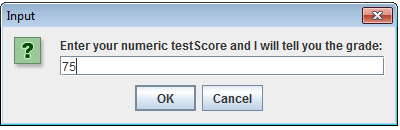 Input
Enter your numeric testScore and I will tell you the grade:
75
OK
Cancel